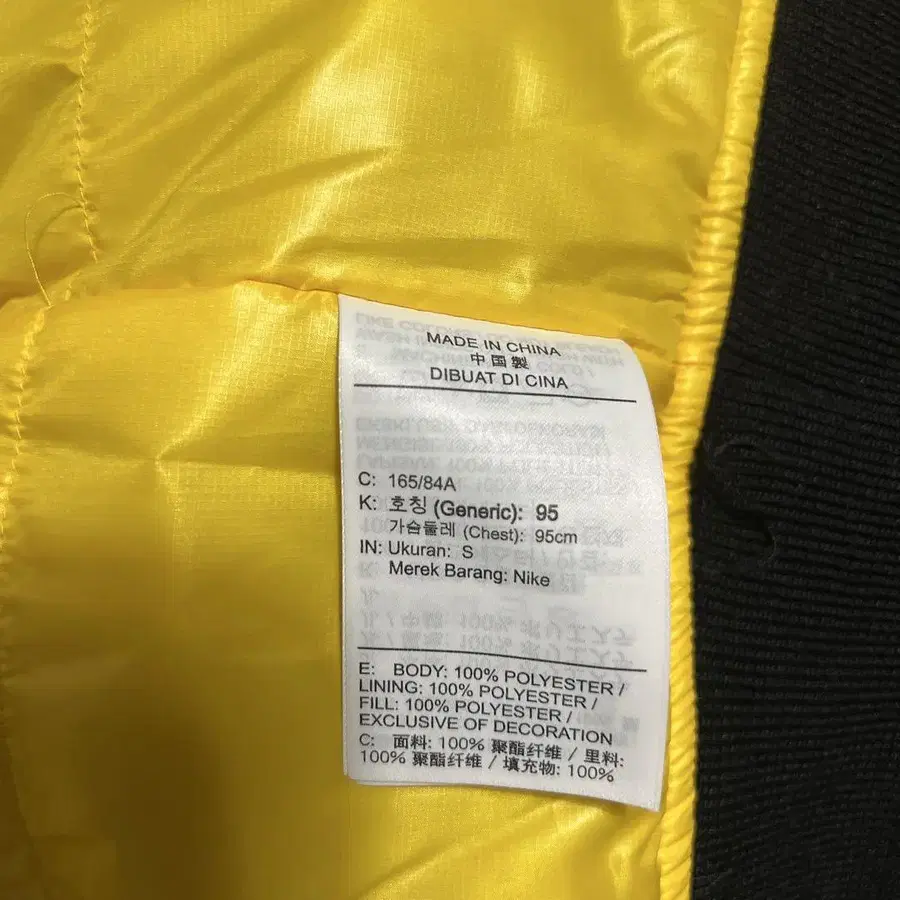 MADE IN CHINA
中国製
DIBUAT DI CINA
C: 165/84A
K: 호칭 (Generic): 95
가슴둘레 (Chest): 95cm
IN: Ukuran: S
Merek Barang: Nike
E: BODY: 100% POLYESTER /
LINING: 100% POLYESTER /
FILL: 100% POLYESTER /
EXCLUSIVE OF DECORATION
C: 面料: 100% 聚酯纤维 / 里料:
100% 聚酯纤维 / 填充物: 100%